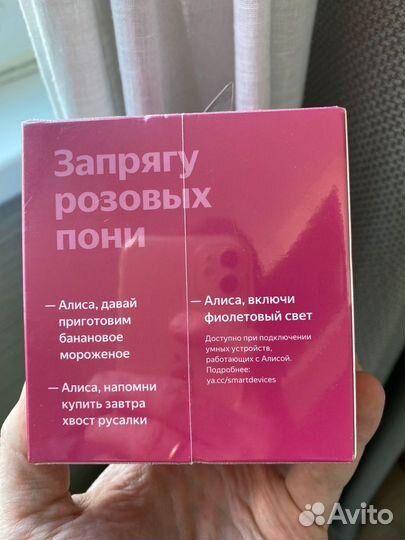 Запрягу
розовых
пони
— Алиса, давай
приготовим
банановое
мороженое
— Алиса, напомни
купить завтра
хвост русалки
— Алиса, включи
фиолетовый свет
Доступно при подключении
умных устройств,
работающих с Алисой.
Подробнее:
ya.cc/smartdevices
Avito